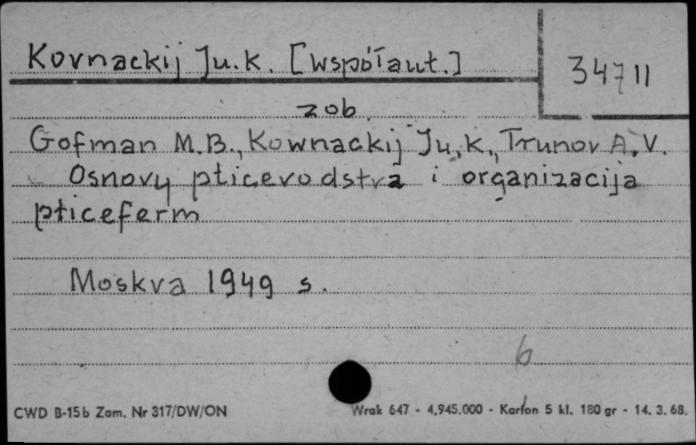 Kovnackij Ju.K. [współaut.]
34711
zob.
Gofman M.B., Kownackij Ju.K., Trunov A.V.
Osnovy pticevodstva i organizacija
pticeferm
Moskva 1949 s.
6
CWD B-15b Zam. Nr 317/DW/ON
Wrak 647 - 4,945.000 - Karton 5 kl. 180 gr - 14. 3. 68.